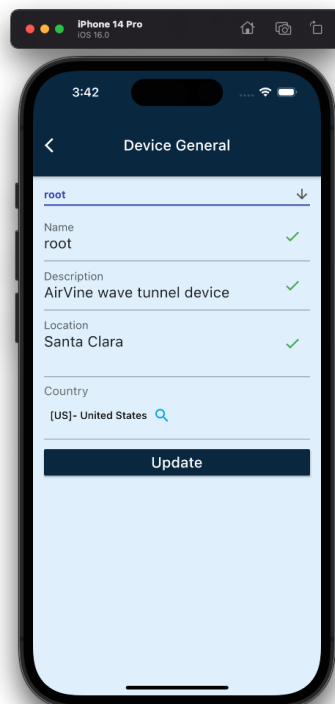 iPhone 14 Pro
iOS 16.0
3:42
Device General
root
Name
root
Description
AirVine wave tunnel device
Location
Santa Clara
Country
[US]- United States
Update